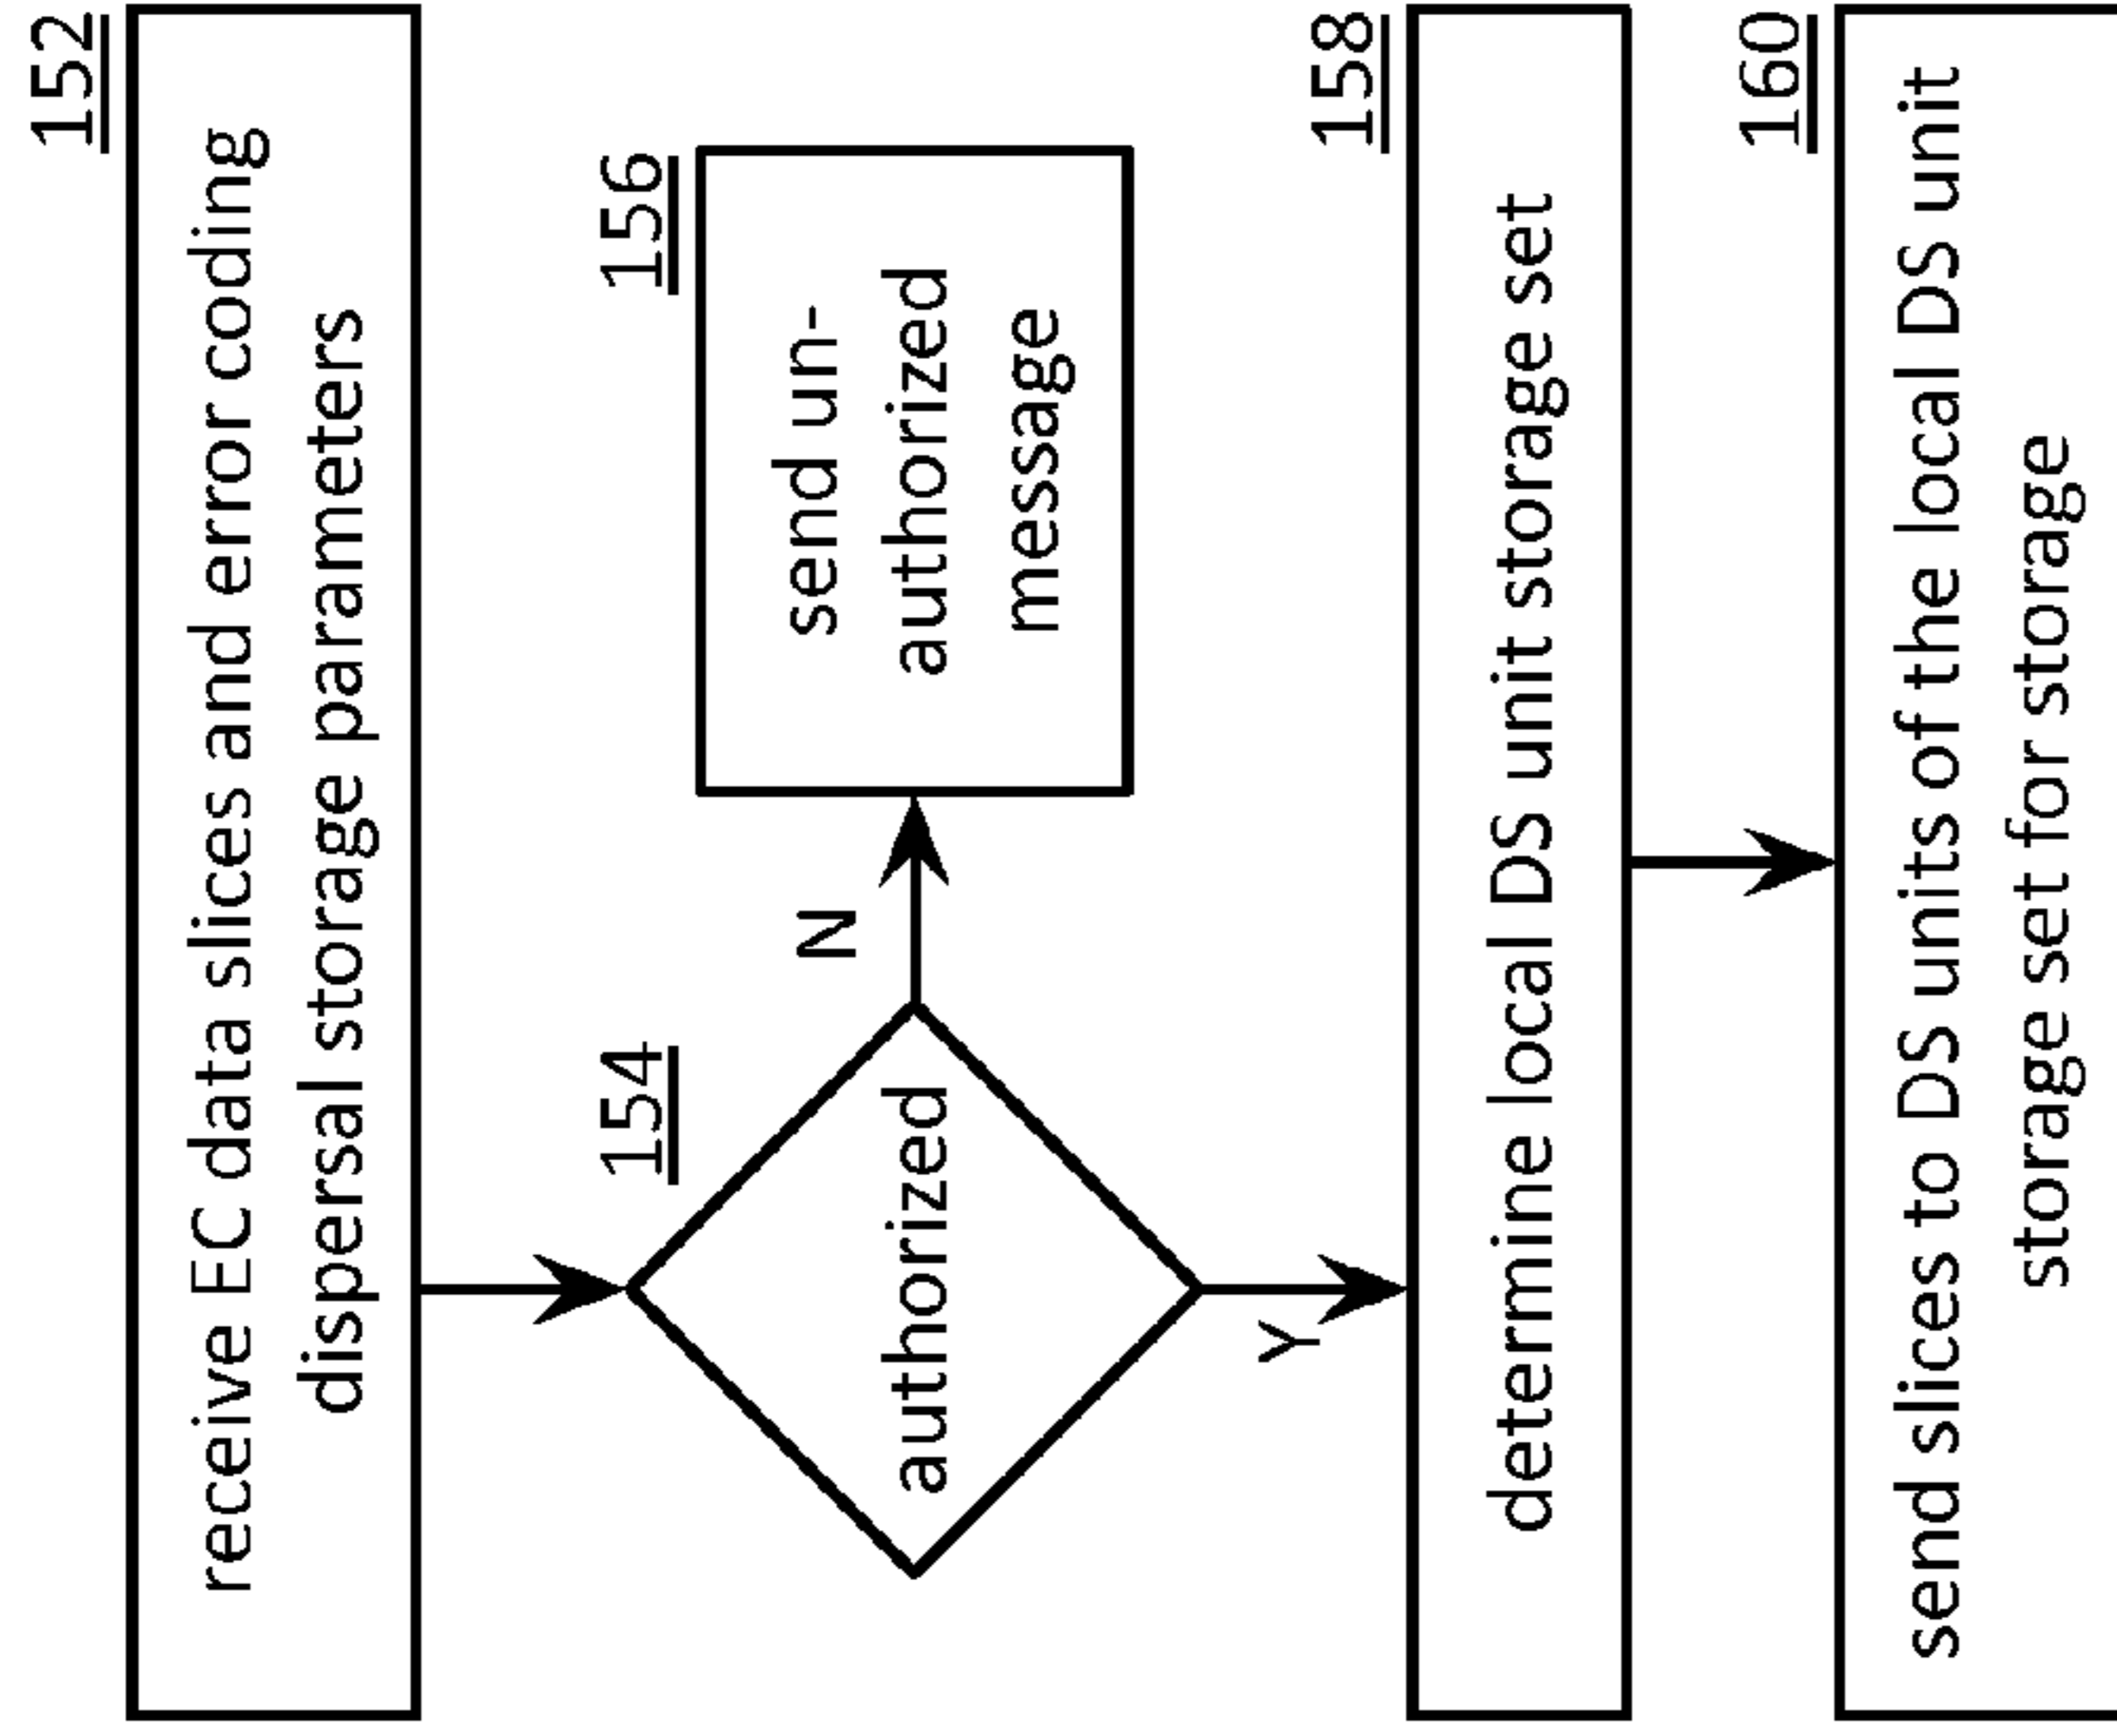 152
receive EC data slices and error coding
dispersal storage parameters
154
authorized
N
156
send un-
authorized
message
Y
158
determine local DS unit storage set
160
send slices to DS units of the local DS unit
storage set for storage